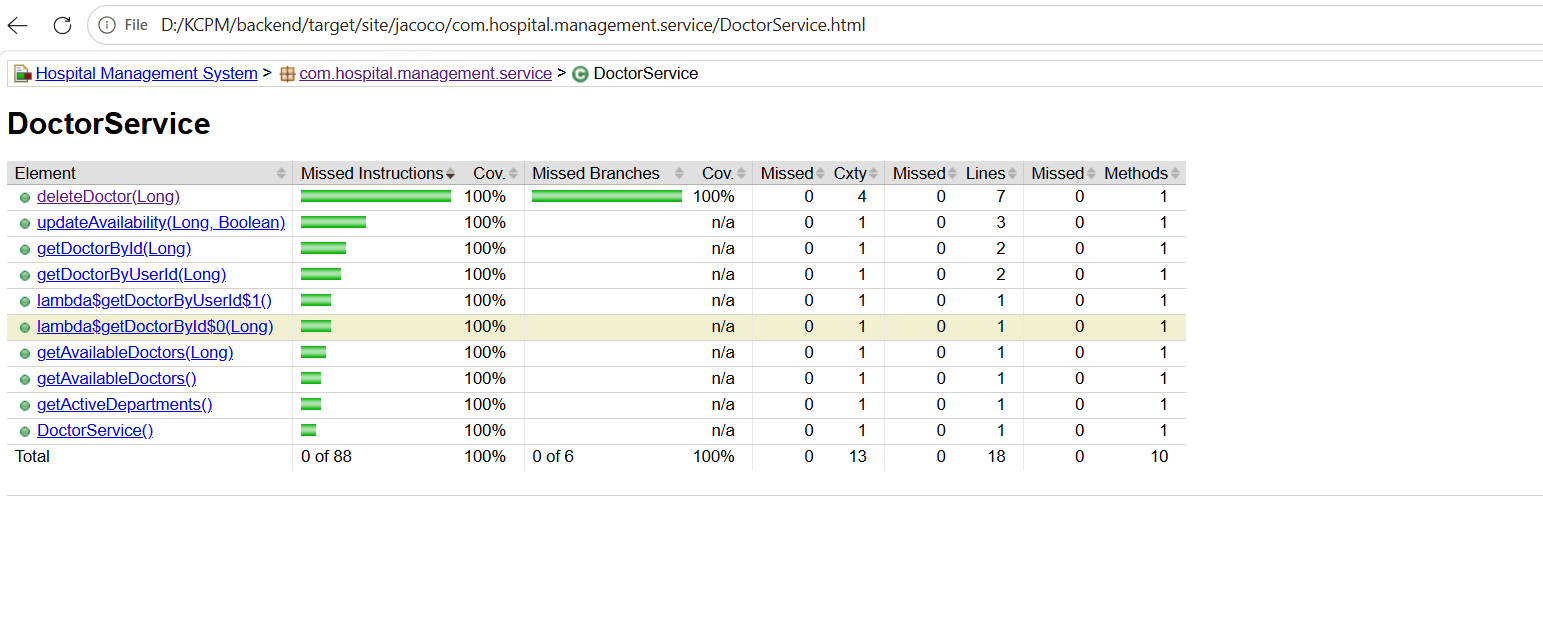 File D:/KCPM/backend/target/site/jacoco/com.hospital.management.service/DoctorService.html
Hospital Management System > com.hospital.management.service > C DoctorService
DoctorService
Element Missed Instructions Cov. Missed Branches Cov. Missed Cxty Missed Lines Missed Methods
deleteDoctor(Long) 100% 100% 0 4 0 7 0 1
updateAvailability(Long, Boolean) 100% n/a 0 1 0 3 0 1
getDoctorById(Long) 100% n/a 0 1 0 2 0 1
getDoctorByUserId(Long) 100% n/a 0 1 0 2 0 1
lambda$getDoctorByUserId$1() 100% n/a 0 1 0 1 0 1
lambda$getDoctorById$0(Long) 100% n/a 0 1 0 1 0 1
getAvailableDoctors(Long) 100% n/a 0 1 0 1 0 1
getAvailableDoctors() 100% n/a 0 1 0 1 0 1
getActiveDepartments() 100% n/a 0 1 0 1 0 1
DoctorService() 100% n/a 0 1 0 1 0 1
Total 0 of 88 100% 0 of 6 100% 0 13 0 18 0 10